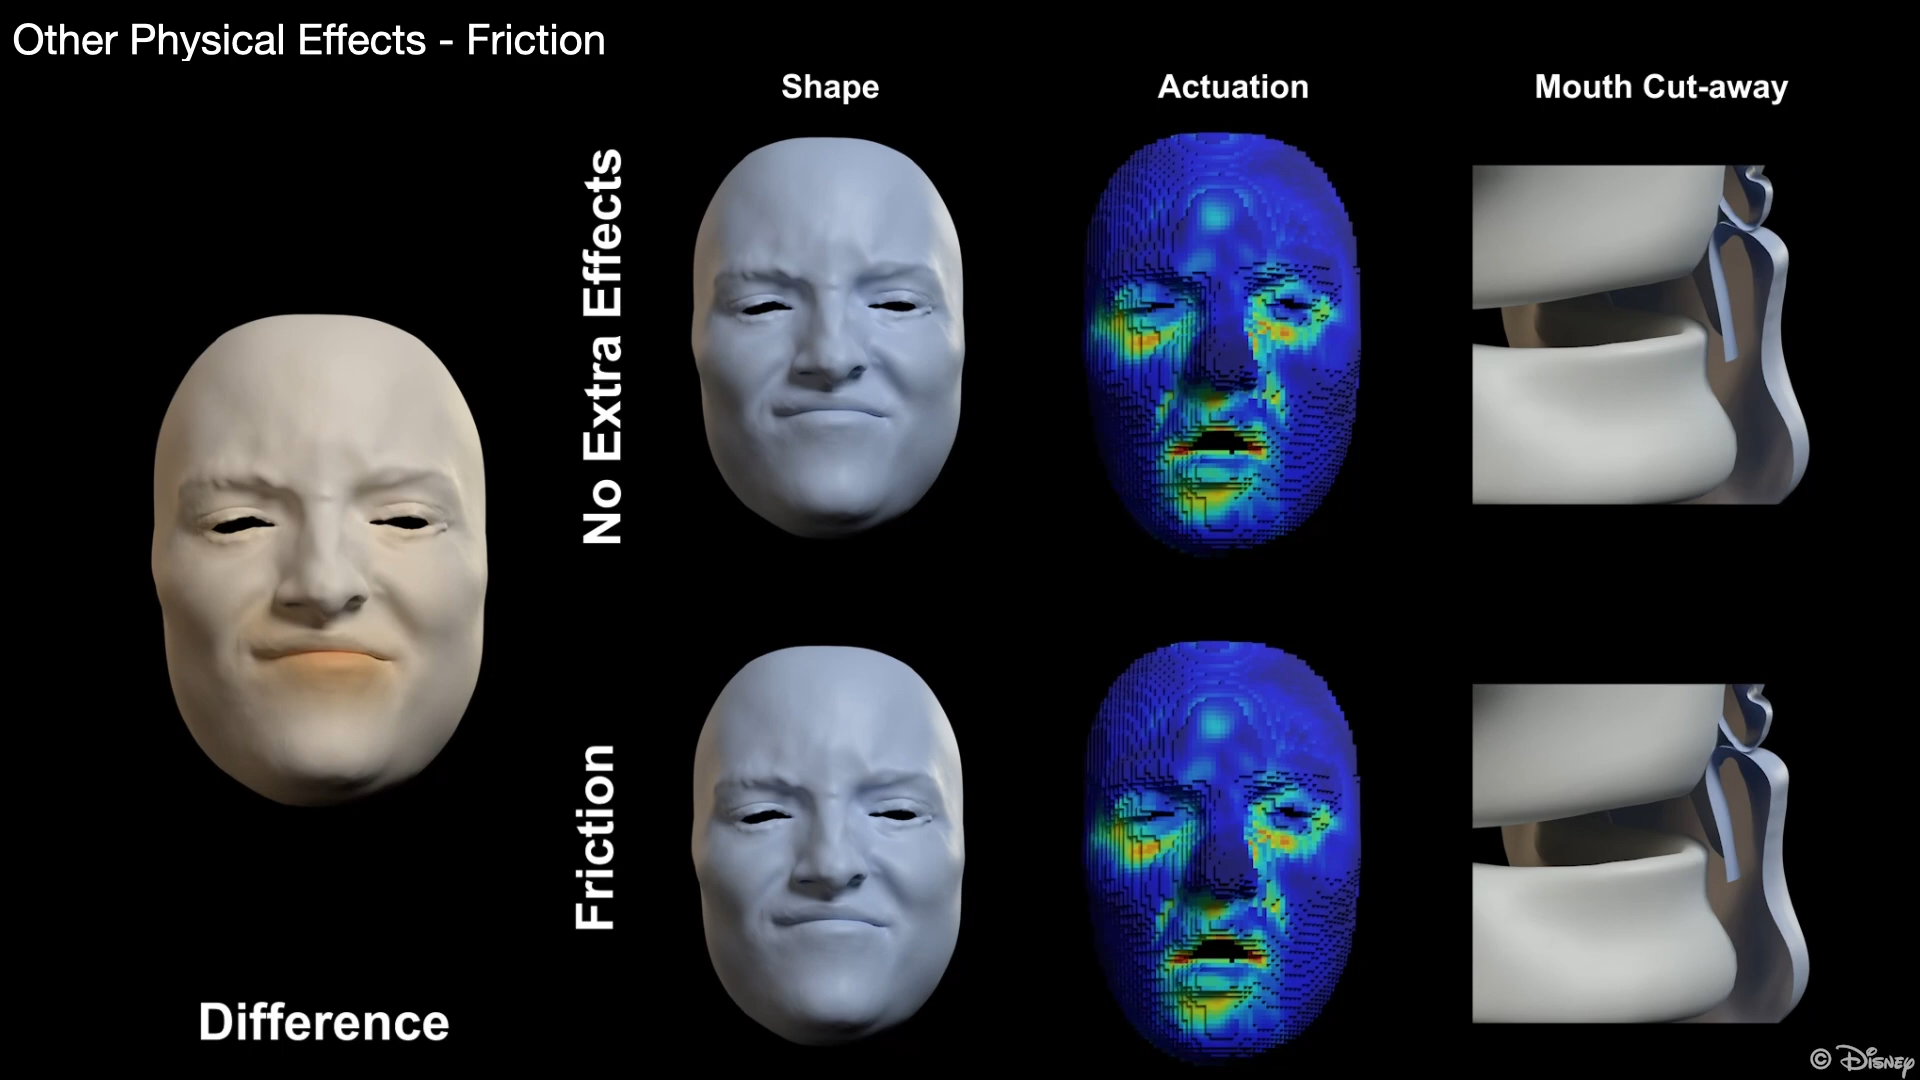 Other Physical Effects - Friction
Shape
Actuation
Mouth Cut-away
No Extra Effects
Friction
Difference
© Disney